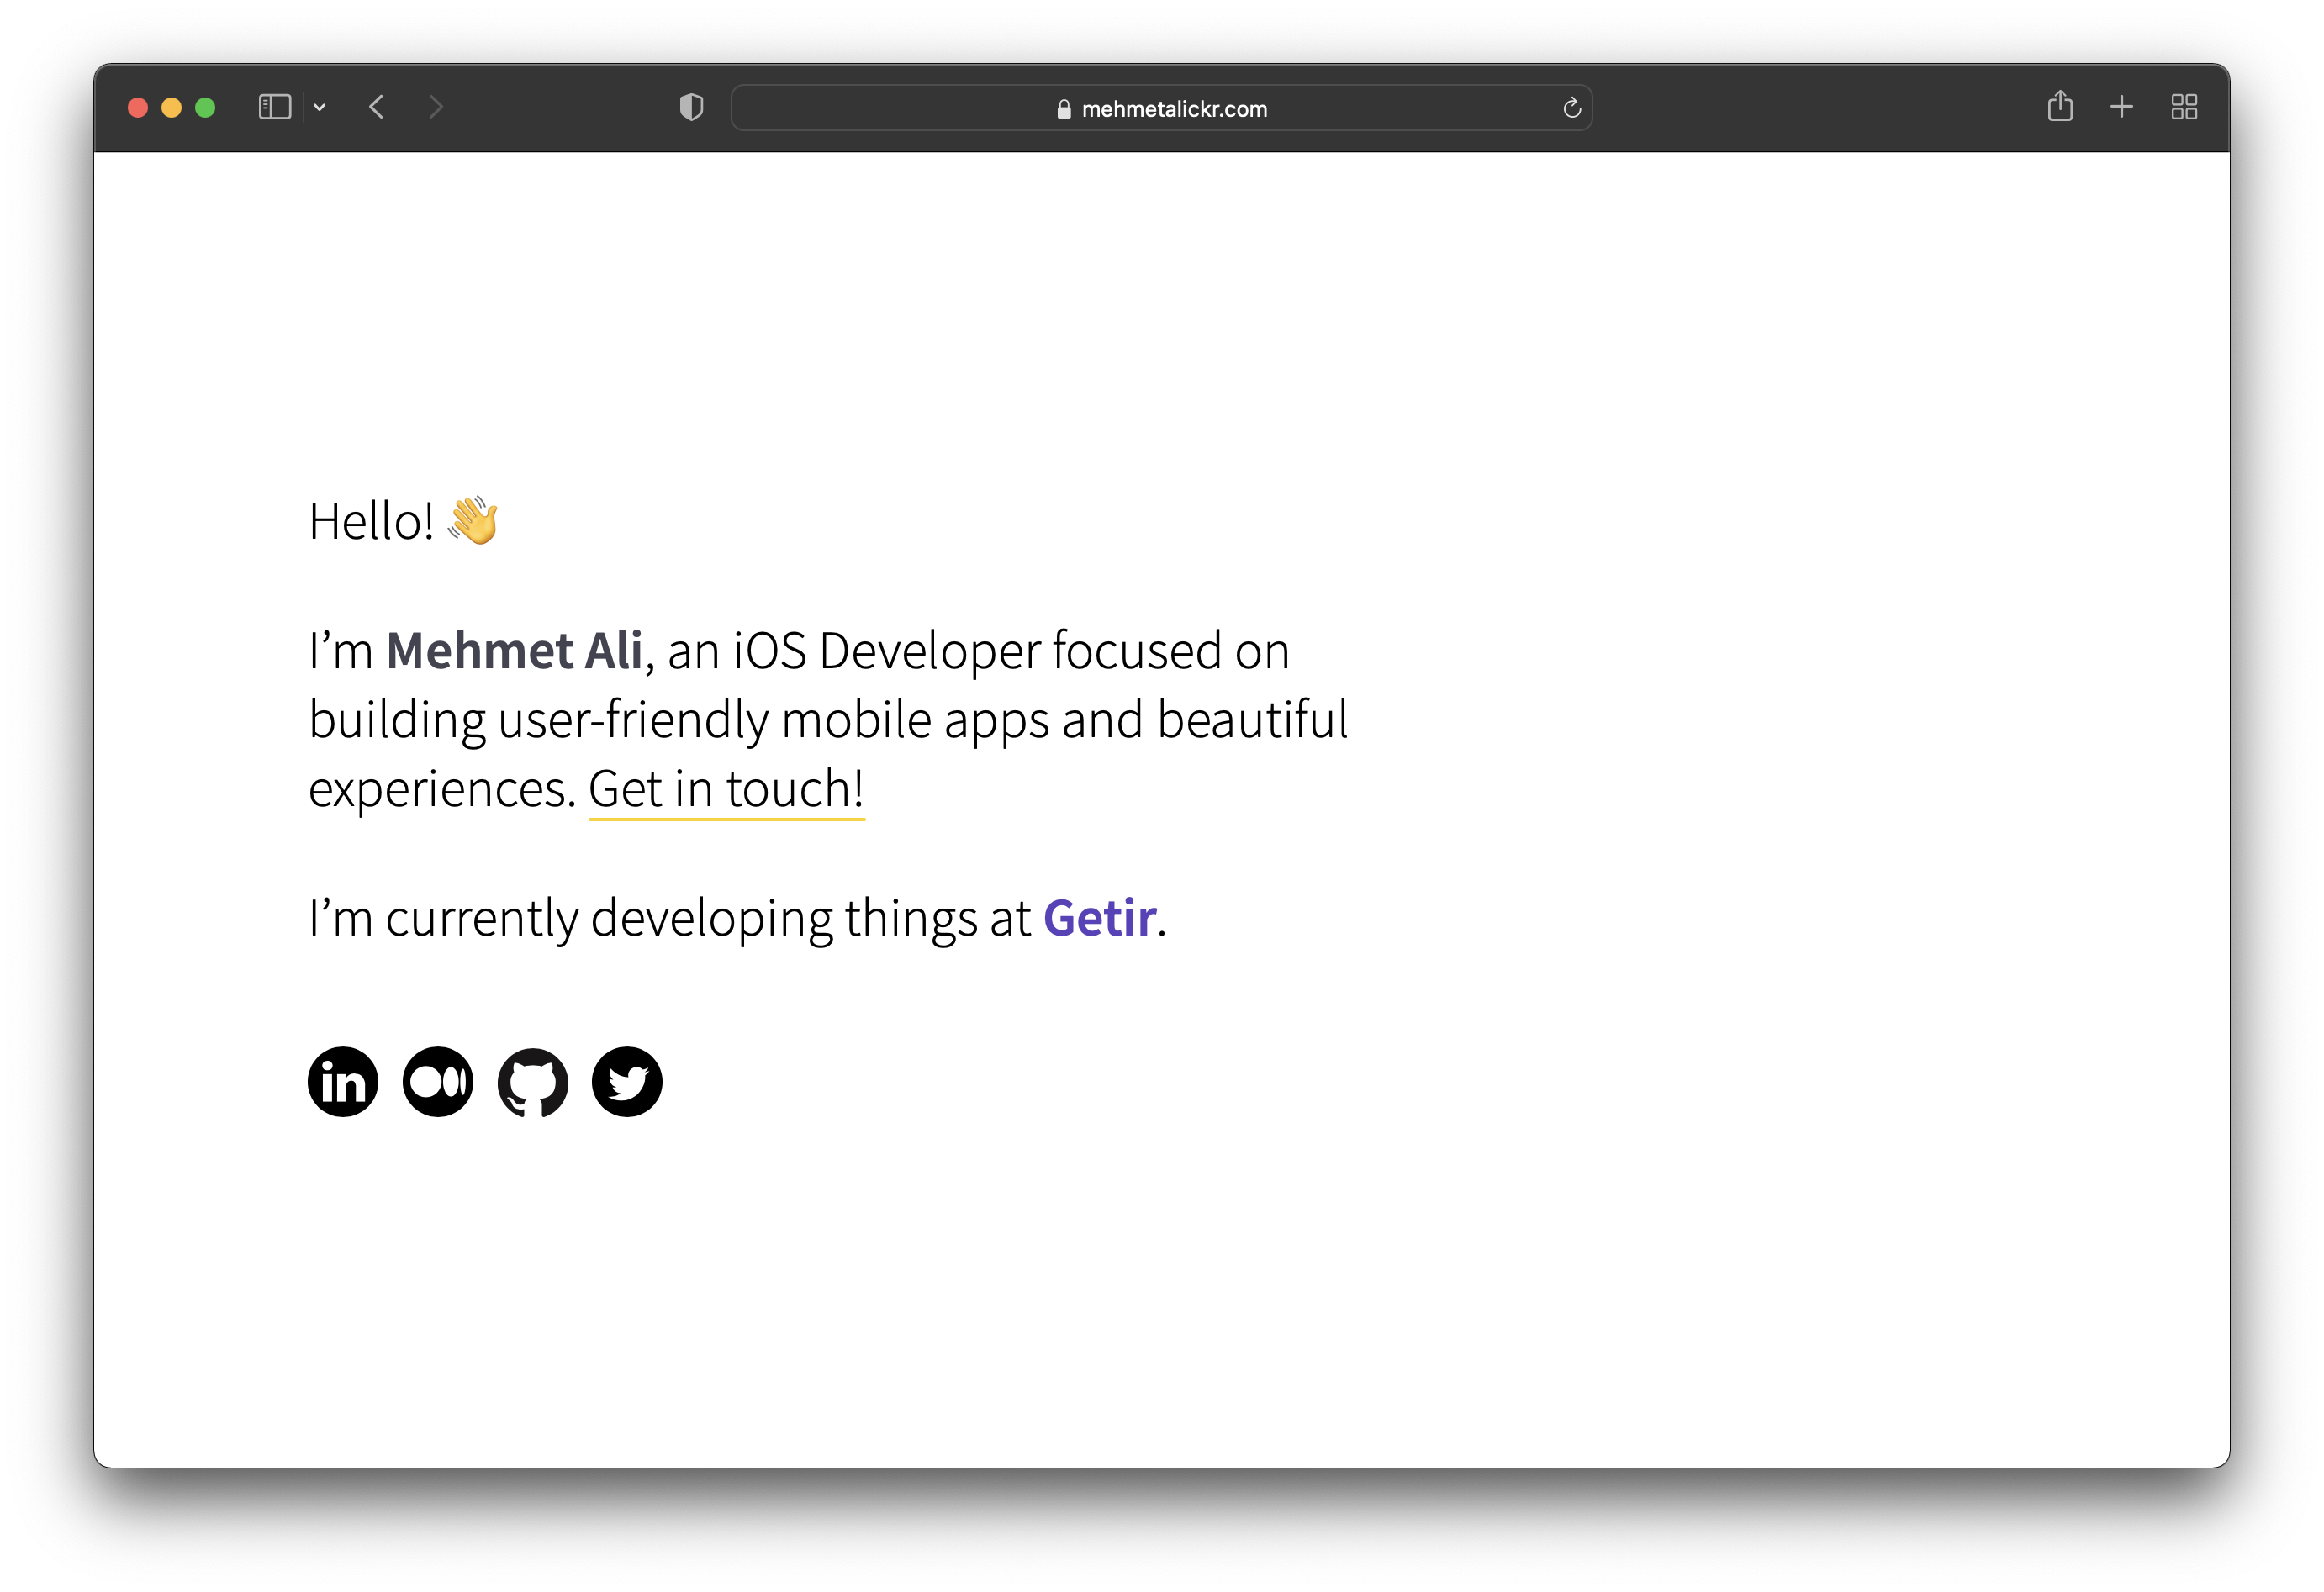 mehmetalickr.com
Hello! 👋
I’m Mehmet Ali, an iOS Developer focused on
building user-friendly mobile apps and beautiful
experiences. Get in touch!
I’m currently developing things at Getir.
in